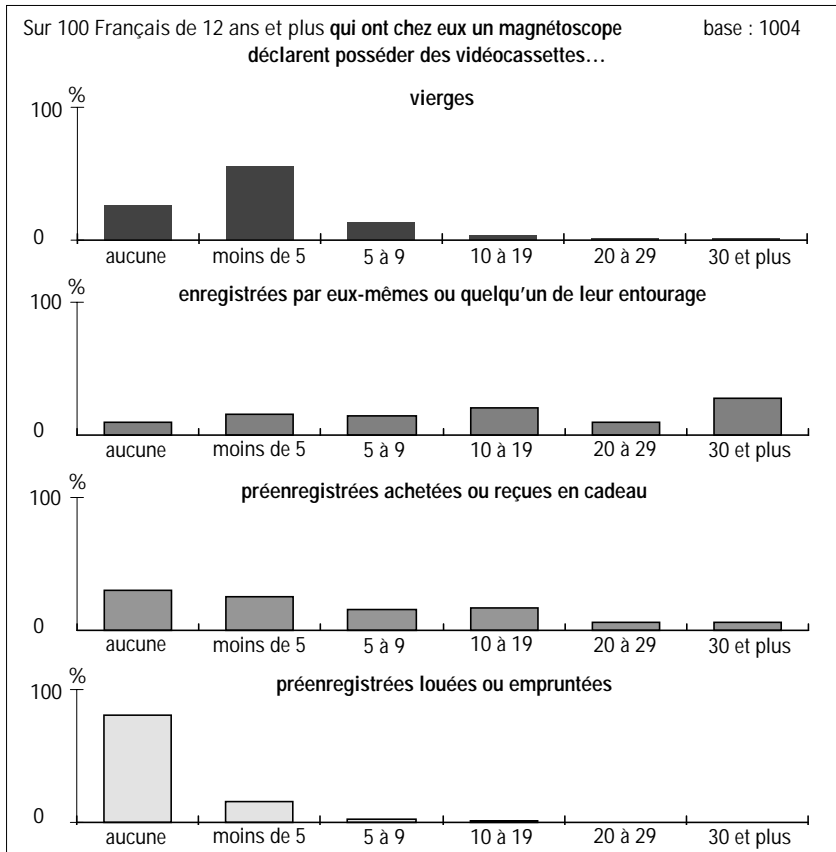 Sur 100 Français de 12 ans et plus qui ont chez eux un magnétoscope base : 1004
déclarent posséder des vidéocassettes…
%
100
vierges
0
aucune moins de 5 5 à 9 10 à 19 20 à 29 30 et plus
%
100
enregistrées par eux-mêmes ou quelqu'un de leur entourage
0
aucune moins de 5 5 à 9 10 à 19 20 à 29 30 et plus
%
100
préenregistrées achetées ou reçues en cadeau
0
aucune moins de 5 5 à 9 10 à 19 20 à 29 30 et plus
%
100
préenregistrées louées ou empruntées
0
aucune moins de 5 5 à 9 10 à 19 20 à 29 30 et plus